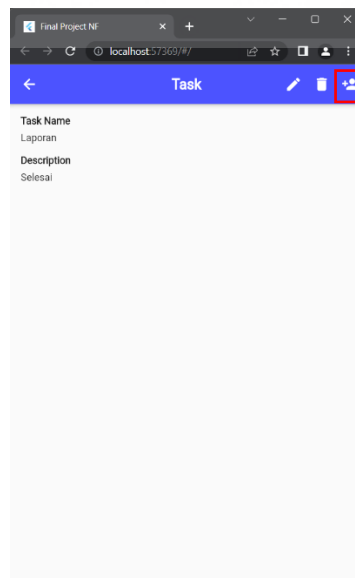 Final Project NF
localhost:57369/#/
Task
Task Name
Laporan
Description
Selesai